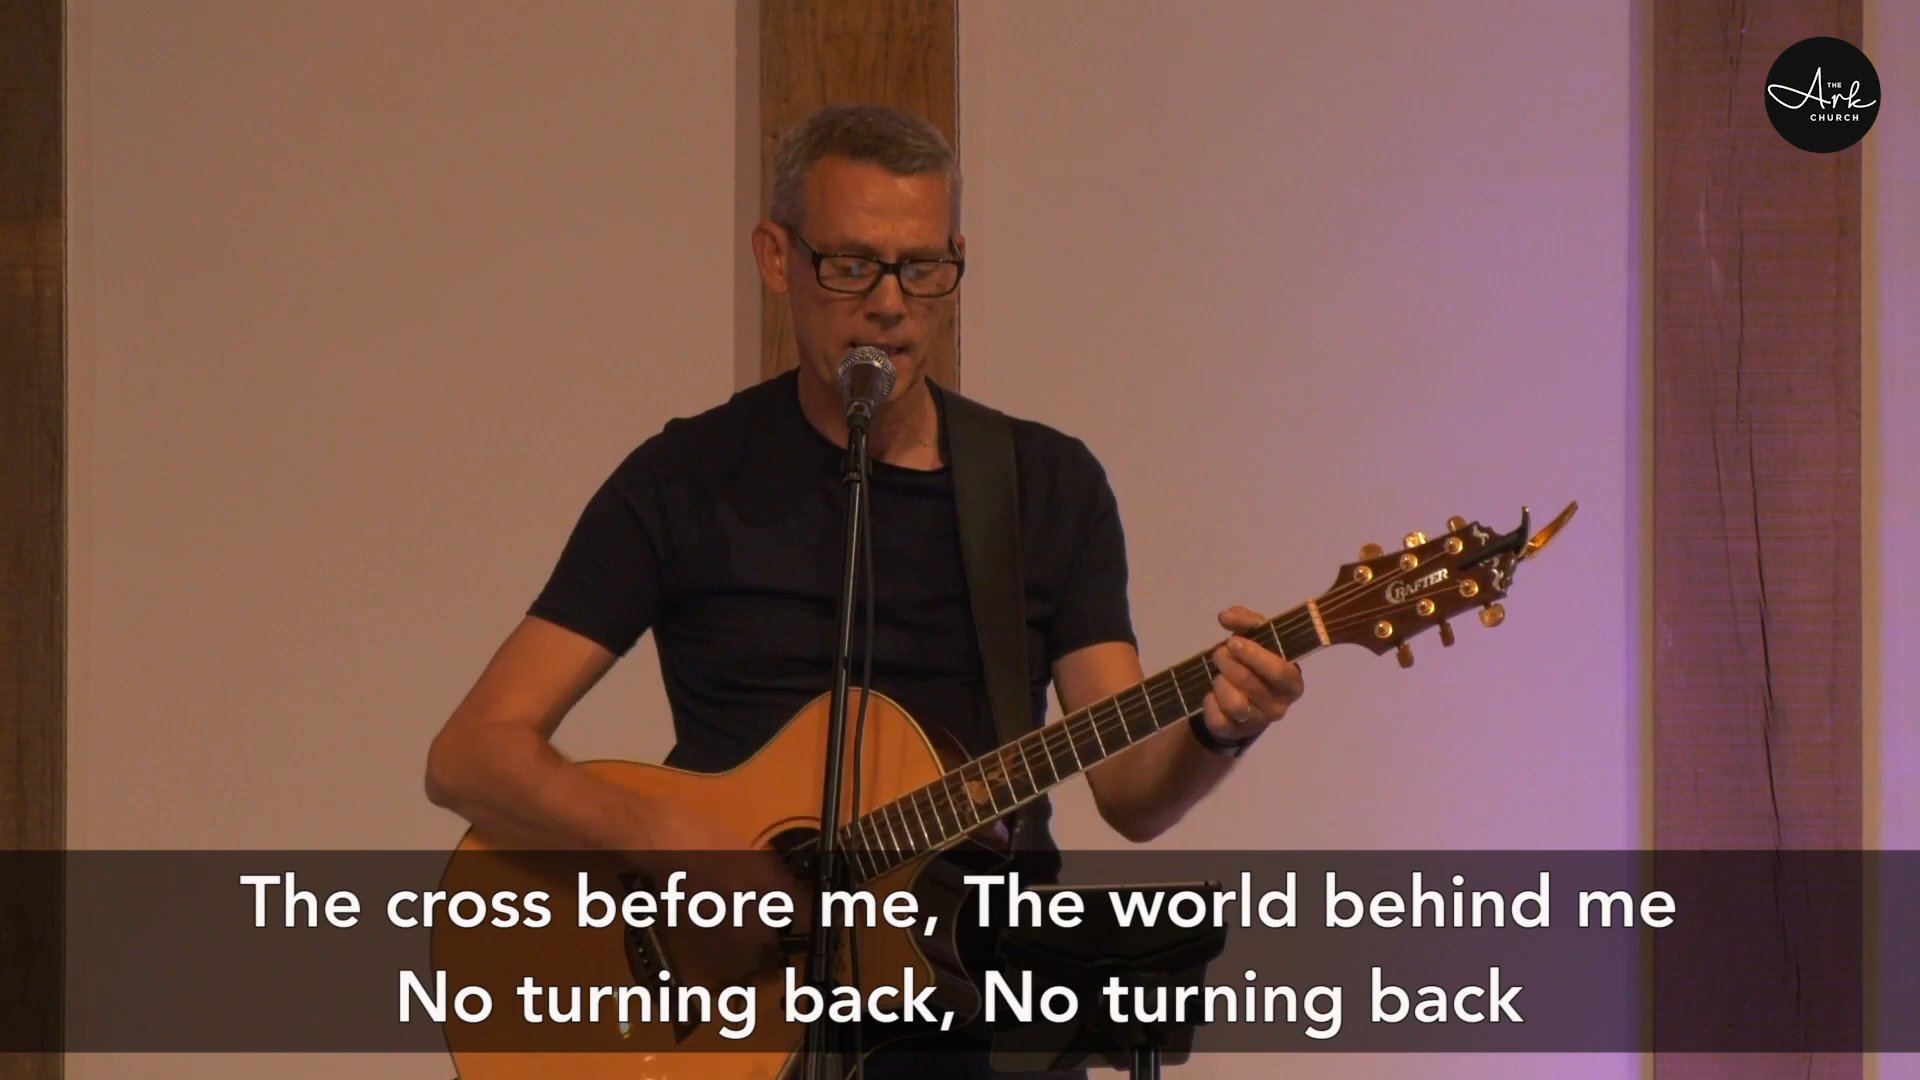 THE
Ark
CHURCH
CRAFTER
The cross before me, The world behind me
No turning back, No turning back